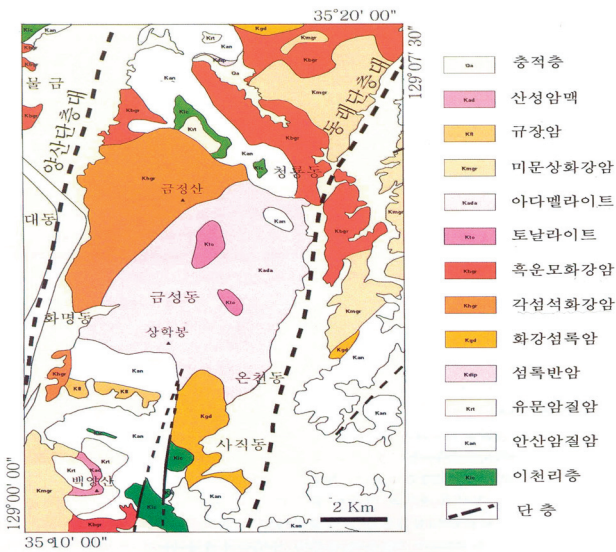 35°20' 00"
129°07' 30"
물금
양산단층대
동래단층대
청룡동
금정산
대동
금성동
화명동
상학봉
온천동
사직동
백양산
2 Km
129°00' 00"
35°10' 00"
Qa 충적층
Kad 산성암맥
Kfl 규장암
Kmgr 미문상화강암
Kada 아다멜라이트
Kto 토날라이트
Kbgr 흑운모화강암
Khgr 각섬석화강암
Kgd 화강섬록암
Kdip 섬록반암
Krt 유문암질암
Kan 안산암질암
Kic 이천리층
단 층